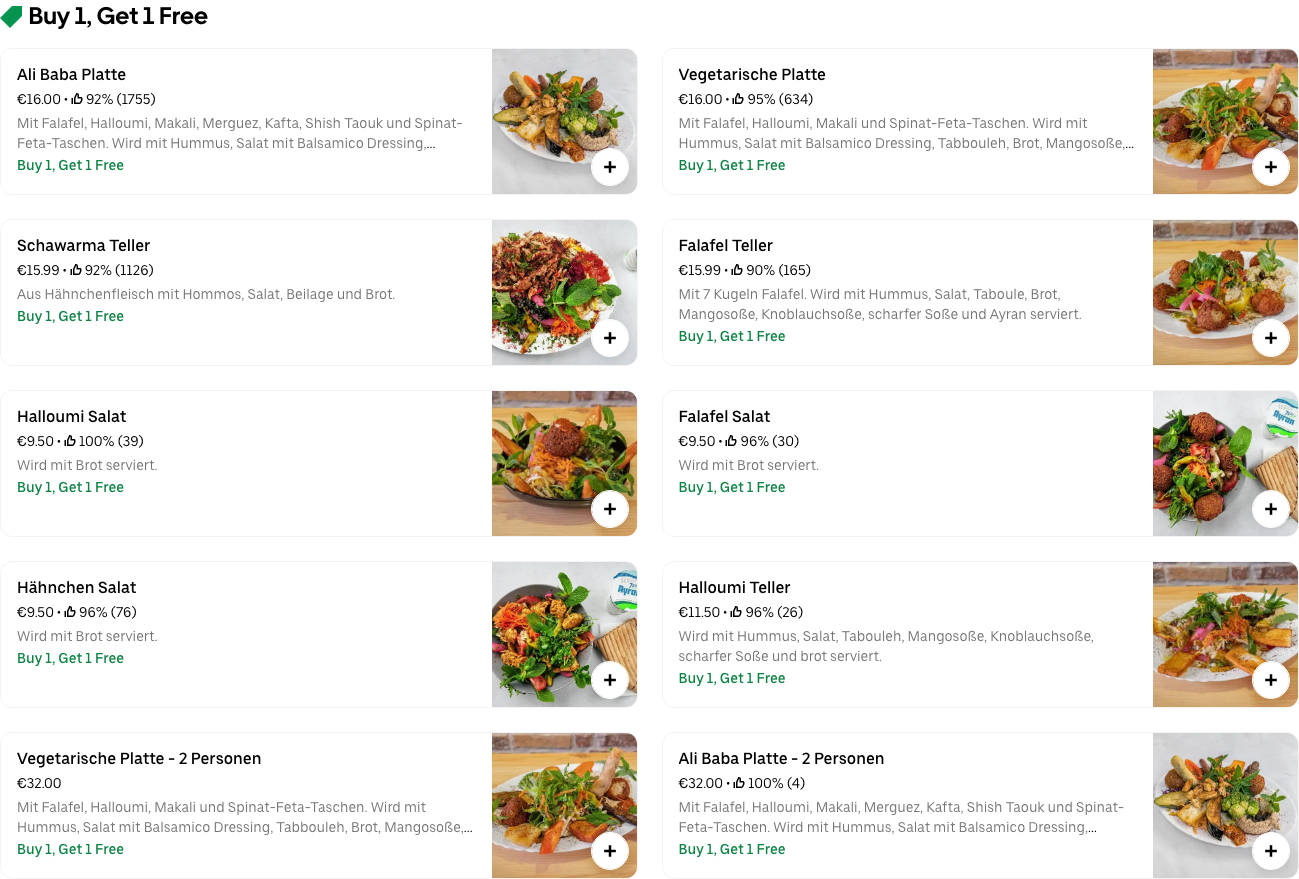 Buy 1, Get 1 Free
Ali Baba Platte
€16.00 • 92% (1755)
Mit Falafel, Halloumi, Makali, Merguez, Kafta, Shish Taouk und Spinat-
Feta-Taschen. Wird mit Hummus, Salat mit Balsamico Dressing,...
Buy 1, Get 1 Free
Vegetarische Platte
€16.00 • 95% (634)
Mit Falafel, Halloumi, Makali und Spinat-Feta-Taschen. Wird mit
Hummus, Salat mit Balsamico Dressing, Tabbouleh, Brot, Mangosoße,...
Buy 1, Get 1 Free
Schawarma Teller
€15.99 • 92% (1126)
Aus Hähnchenfleisch mit Hommos, Salat, Beilage und Brot.
Buy 1, Get 1 Free
Falafel Teller
€15.99 • 90% (165)
Mit 7 Kugeln Falafel. Wird mit Hummus, Salat, Taboule, Brot,
Mangosoße, Knoblauchsoße, scharfer Soße und Ayran serviert.
Buy 1, Get 1 Free
Halloumi Salat
€9.50 • 100% (39)
Wird mit Brot serviert.
Buy 1, Get 1 Free
Falafel Salat
€9.50 • 96% (30)
Wird mit Brot serviert.
Buy 1, Get 1 Free
Ayran
Hähnchen Salat
€9.50 • 96% (76)
Wird mit Brot serviert.
Buy 1, Get 1 Free
Ayran
Halloumi Teller
€11.50 • 96% (26)
Wird mit Hummus, Salat, Tabouleh, Mangosoße, Knoblauchsoße,
scharfer Soße und brot serviert.
Buy 1, Get 1 Free
Vegetarische Platte - 2 Personen
€32.00
Mit Falafel, Halloumi, Makali und Spinat-Feta-Taschen. Wird mit
Hummus, Salat mit Balsamico Dressing, Tabbouleh, Brot, Mangosoße,...
Buy 1, Get 1 Free
Ali Baba Platte - 2 Personen
€32.00 • 100% (4)
Mit Falafel, Halloumi, Makali, Merguez, Kafta, Shish Taouk und Spinat-
Feta-Taschen. Wird mit Hummus, Salat mit Balsamico Dressing,...
Buy 1, Get 1 Free